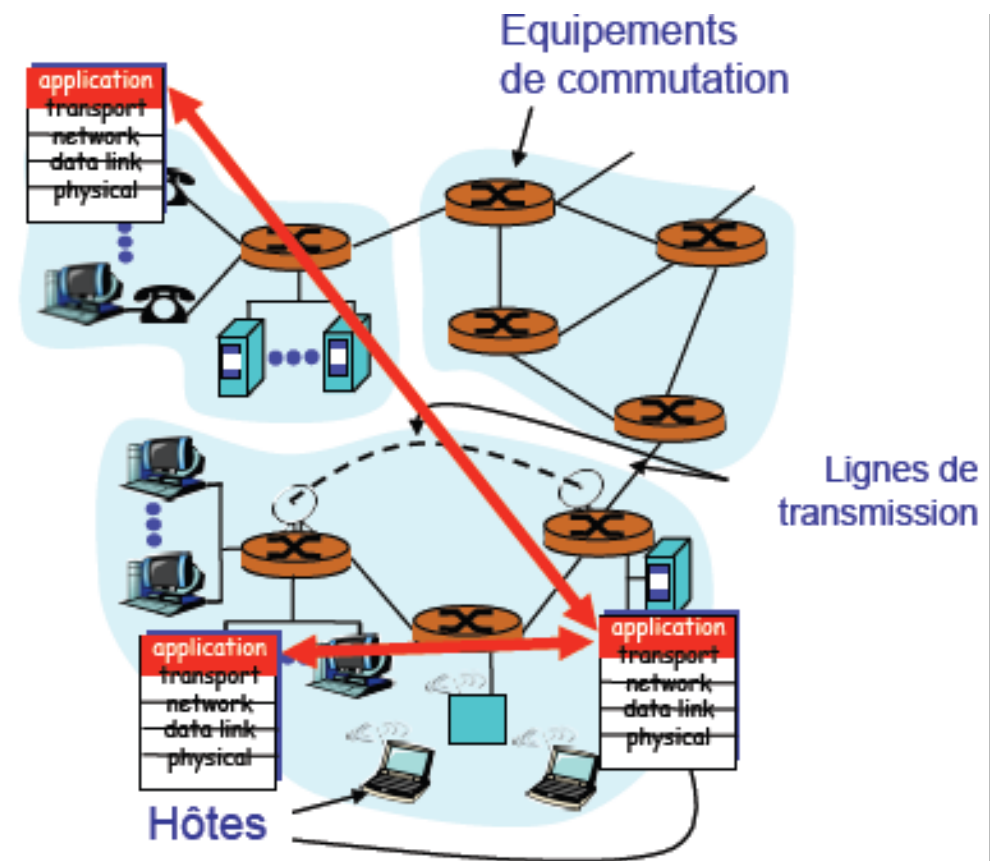 Equipements
de commutation
application
transport
network
data link
physical
Lignes de
transmission
application
transport
network
data link
physical
application
transport
network
data link
physical
Hôtes